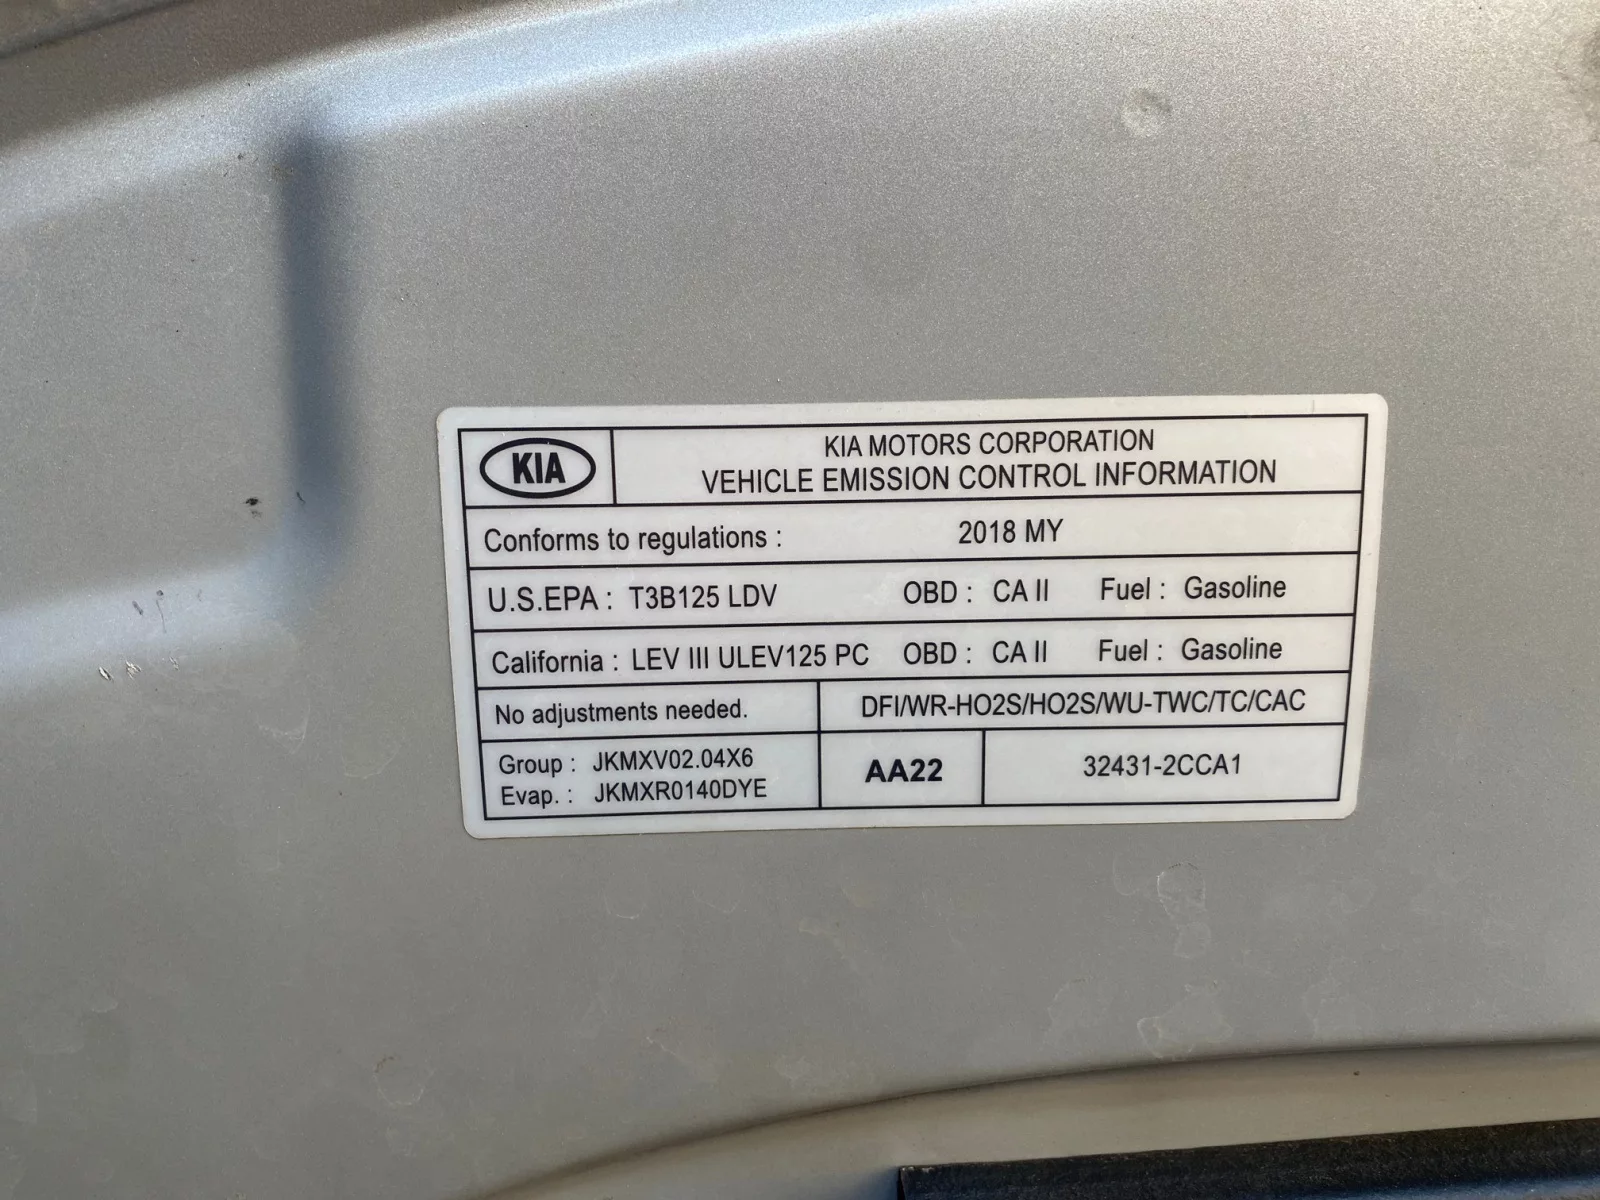 KIA
KIA MOTORS CORPORATION
VEHICLE EMISSION CONTROL INFORMATION
Conforms to regulations : 2018 MY
U.S.EPA : T3B125 LDV OBD : CA II Fuel : Gasoline
California : LEV III ULEV125 PC OBD : CA II Fuel : Gasoline
No adjustments needed. DFI/WR-HO2S/HO2S/WU-TWC/TC/CAC
Group : JKMXV02.04X6
Evap. : JKMXR0140DYE
AA22
32431-2CCA1